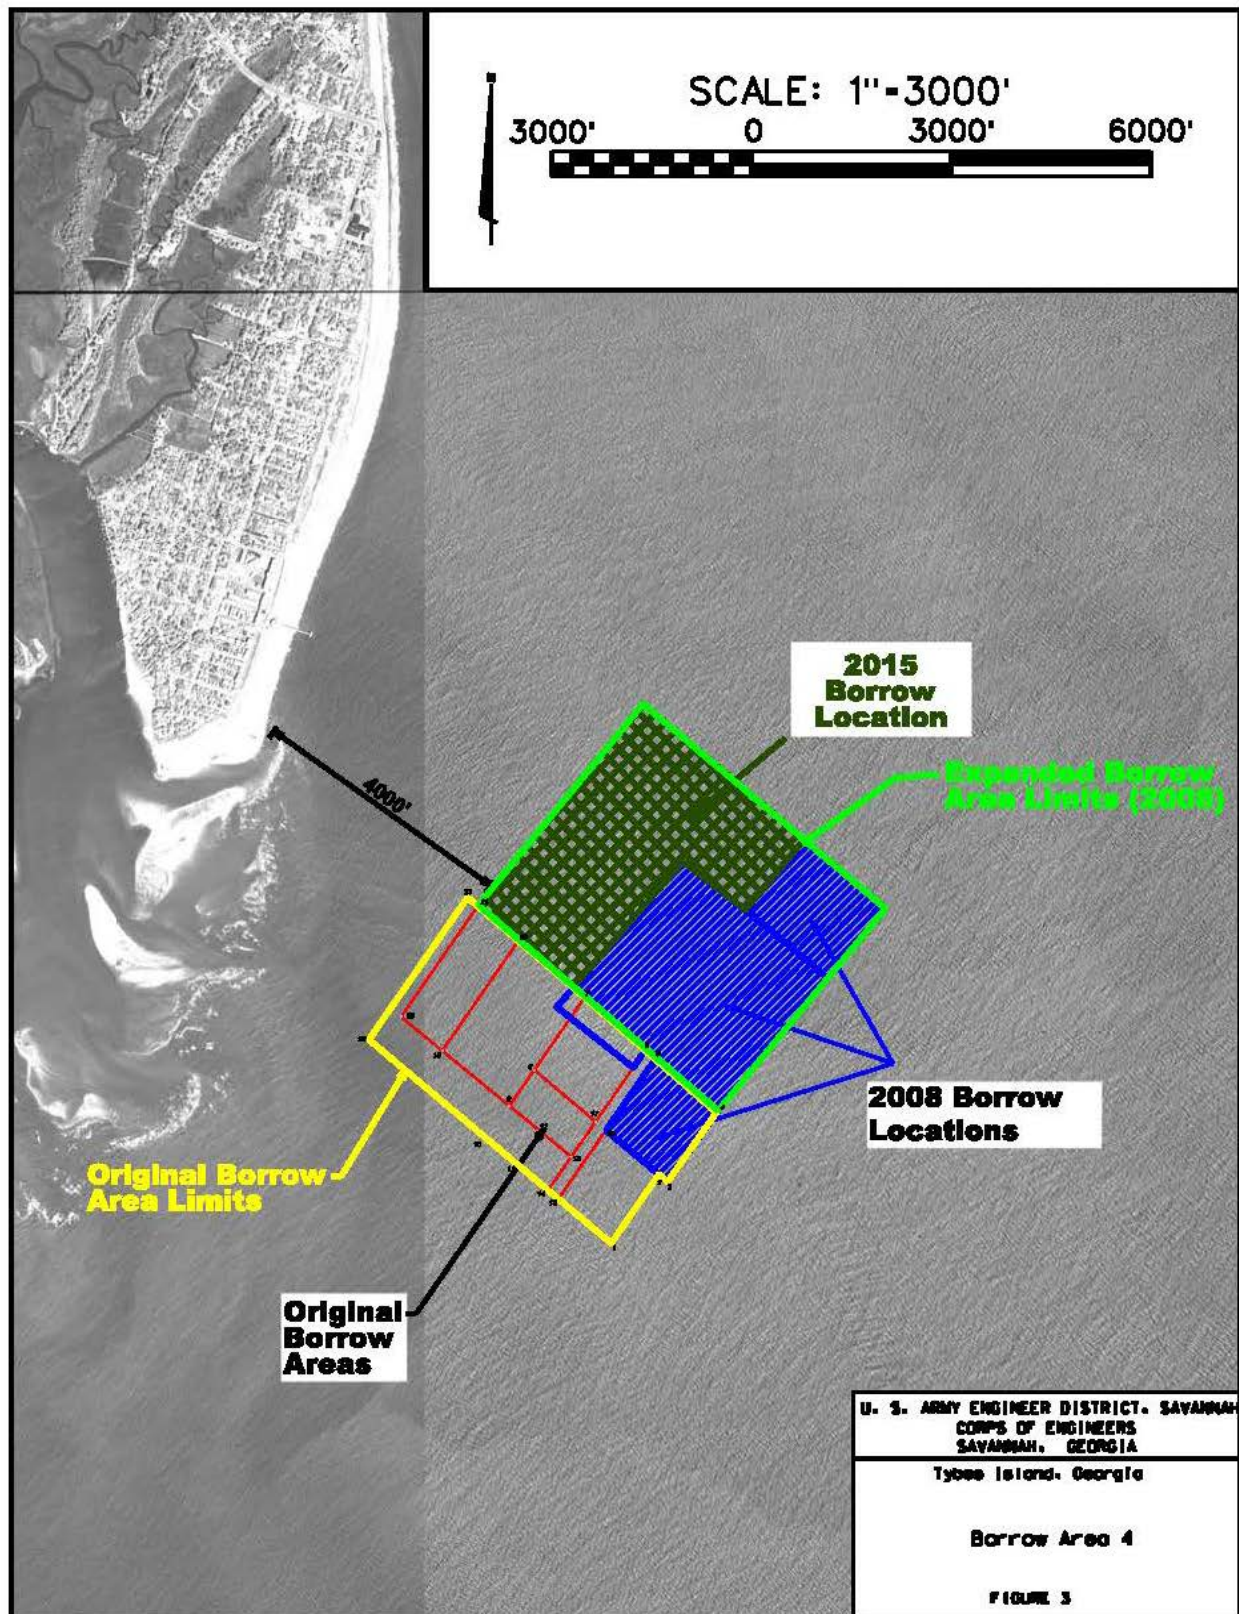 SCALE: 1"-3000'
3000' 0 3000' 6000'
2015
Borrow
Location
Expanded Borrow
Area Limits (2008)
4000'
2008 Borrow
Locations
Original Borrow
Area Limits
Original
Borrow
Areas
U. S. ARMY ENGINEER DISTRICT. SAVANNAH
CORPS OF ENGINEERS
SAVANNAH, GEORGIA
Tybee Island, Georgia
Borrow Area 4
FIGURE 3